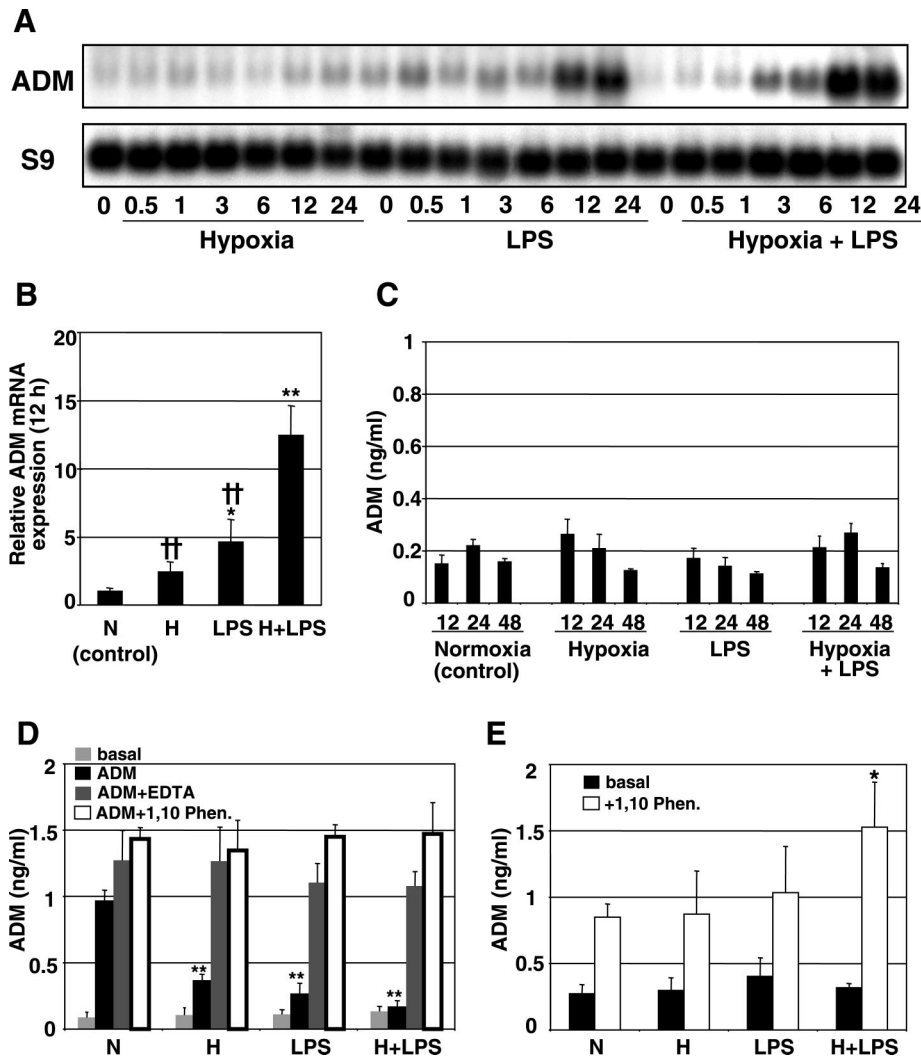 A
ADM
S9
0 0.5 1 3 6 12 24 0 0.5 1 3 6 12 24 0 0.5 1 3 6 12 24
Hypoxia LPS Hypoxia + LPS
B
Relative ADM mRNA
expression (12 h)
20
15
10
5
0
††
††
*
**
N H LPS H+LPS
(control)
C
ADM (ng/ml)
1
0.8
0.6
0.4
0.2
0
12 24 48 12 24 48 12 24 48 12 24 48
Normoxia Hypoxia LPS Hypoxia
(control) + LPS
D
basal
ADM
ADM+EDTA
ADM+1,10 Phen.
ADM (ng/ml)
2
1.5
1
0.5
0
** ** **
N H LPS H+LPS
E
basal
+1,10 Phen.
ADM (ng/ml)
2
1.5
1
0.5
0
*
N H LPS H+LPS